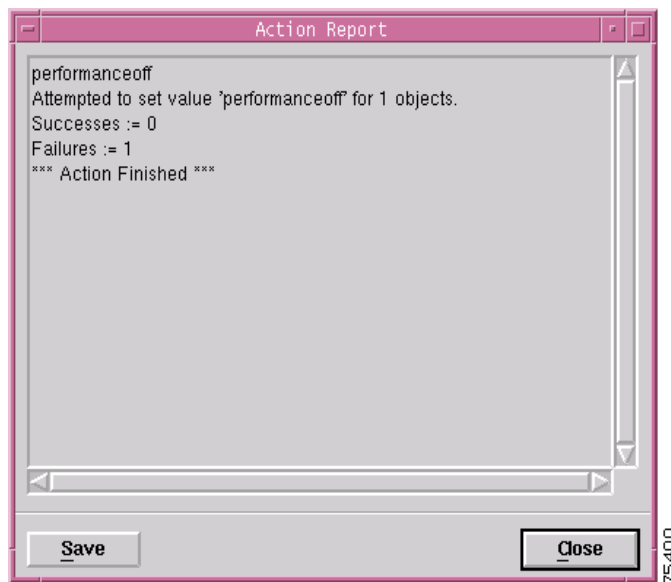 Action Report
performanceoff
Attempted to set value 'performanceoff' for 1 objects.
Successes := 0
Failures := 1
*** Action Finished ***
Save
Close